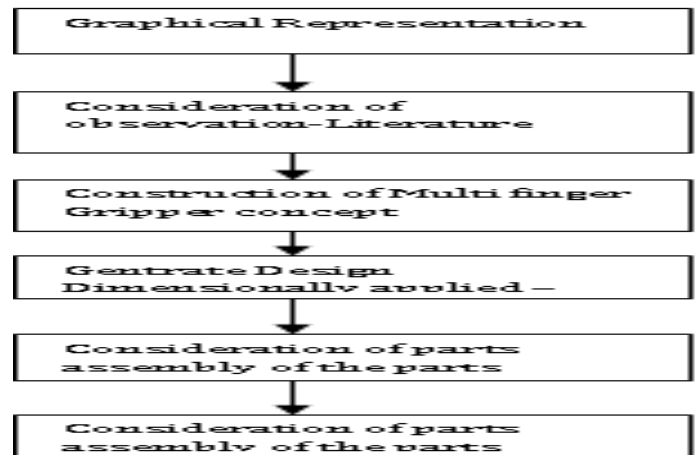 Graphical Representation
Consideration of
observation-Literature
Construction of Multi finger
Gripper concept
Gentrate Design
Dimensionally applied –
Consideration of parts
assembly of the parts
Consideration of parts
assembly of the parts